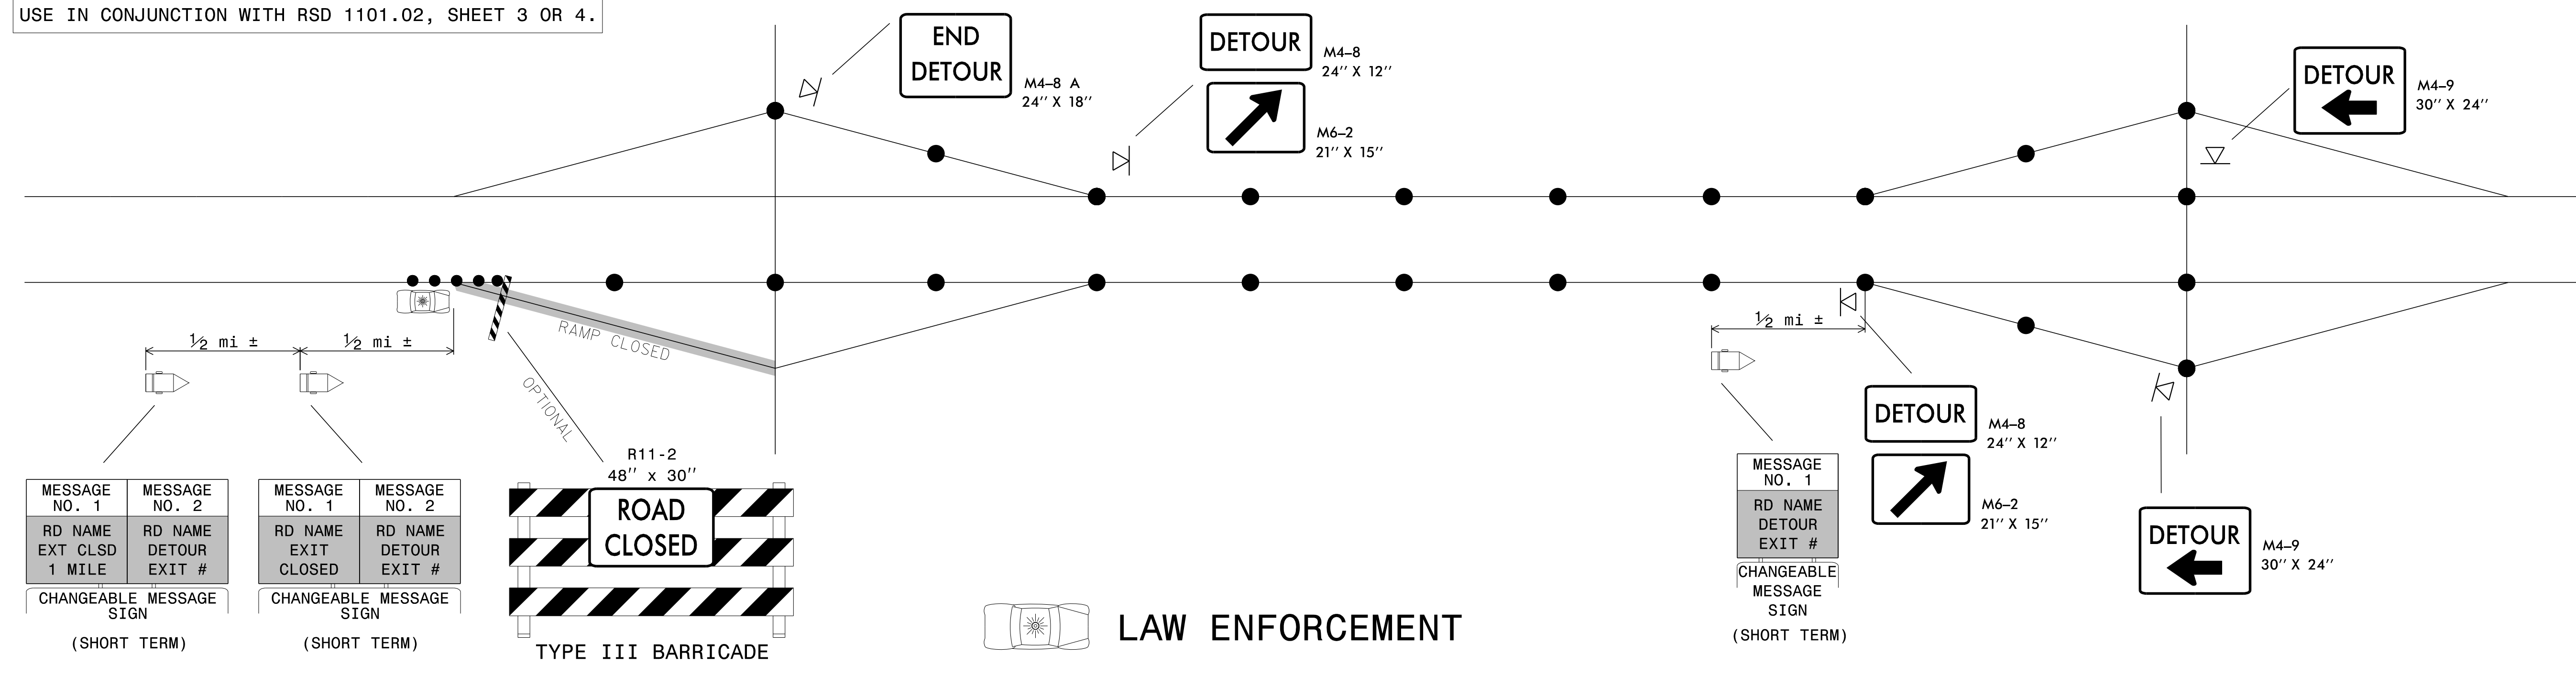 USE IN CONJUNCTION WITH RSD 1101.02, SHEET 3 OR 4.
END
DETOUR
M4–8 A
24'' X 18''
DETOUR
M4–8
24'' X 12''
M6–2
21'' X 15''
DETOUR
M4–9
30'' X 24''
1/2 mi ±
1/2 mi ±
RAMP CLOSED
OPTIONAL
1/2 mi ±
MESSAGE
NO. 1
RD NAME
EXT CLSD
1 MILE
MESSAGE
NO. 2
RD NAME
DETOUR
EXIT #
CHANGEABLE MESSAGE
SIGN
(SHORT TERM)
MESSAGE
NO. 1
RD NAME
EXIT
CLOSED
MESSAGE
NO. 2
RD NAME
DETOUR
EXIT #
CHANGEABLE MESSAGE
SIGN
(SHORT TERM)
R11-2
48'' x 30''
ROAD
CLOSED
TYPE III BARRICADE
LAW ENFORCEMENT
MESSAGE
NO. 1
RD NAME
DETOUR
EXIT #
CHANGEABLE
MESSAGE
SIGN
(SHORT TERM)
DETOUR
M4–8
24'' X 12''
M6–2
21'' X 15''
DETOUR
M4–9
30'' X 24''